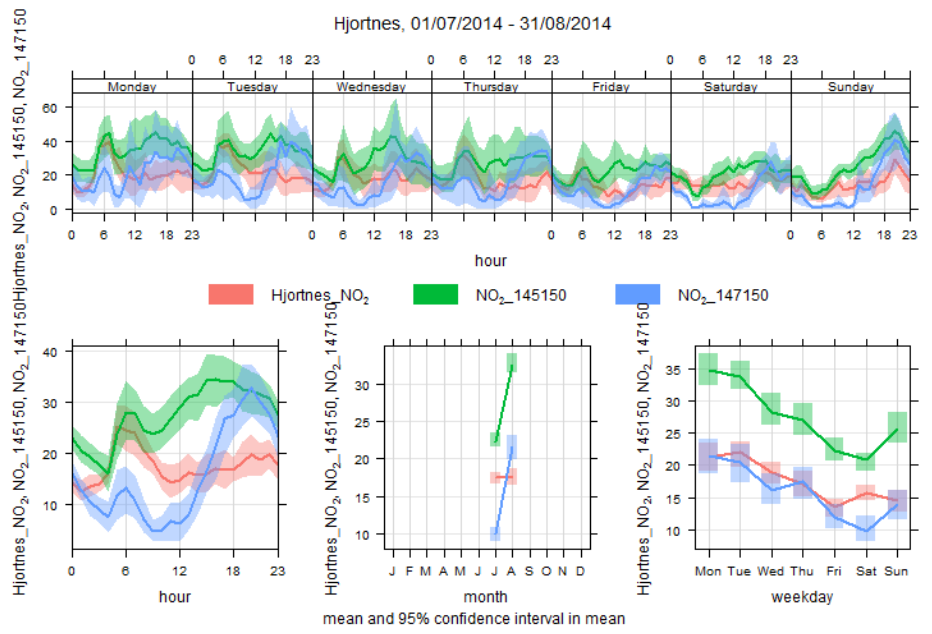 Hjortnes, 01/07/2014 - 31/08/2014
0 6 12 18 23 0 6 12 18 23 0 6 12 18 23
Monday Tuesday Wednesday Thursday Friday Saturday Sunday
Hjortnes_NO₂, NO₂_145150, NO₂_147150
60
40
20
0
0 6 12 18 23 0 6 12 18 23 0 6 12 18 23 0 6 12 18 23
hour
Hjortnes_NO₂ NO₂_145150 NO₂_147150
Hjortnes_NO₂, NO₂_145150, NO₂_147150
40
30
20
10
0 6 12 18 23
hour
Hjortnes_NO₂, NO₂_145150, NO₂_147150
30
25
20
15
10
J F M A M J J A S O N D
month
Hjortnes_NO₂, NO₂_145150, NO₂_147150
35
30
25
20
15
10
Mon Tue Wed Thu Fri Sat Sun
weekday
mean and 95% confidence interval in mean